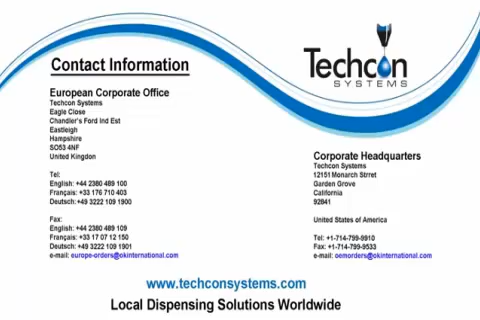 Contact Information
Techcon
SYSTEMS
European Corporate Office
Techcon Systems
Eagle Close
Chandler's Ford Ind Est
Eastleigh
Hampshire
SO53 4NF
United Kingdon
Tel:
English: +44 2380 489 100
Français: +33 176 710 403
Deutsch:+49 3222 109 1900
Fax:
English: +44 2380 489 109
Français: +33 17 07 12 150
Deutsch: +49 3222 109 1901
e-mail: europe-orders@okinternational.com
Corporate Headquarters
Techcon Systems
12151 Monarch Strret
Garden Grove
California
92841
United States of America
Tel: +1-714-799-9910
Fax: +1-714-799-9533
e-mail: oemorders@okinternational.com
www.techconsystems.com
Local Dispensing Solutions Worldwide